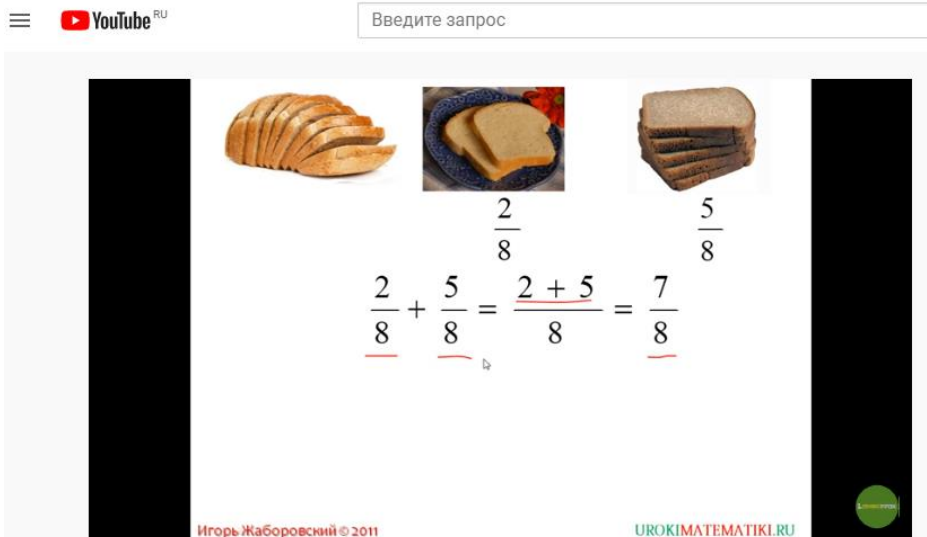 YouTube RU
Введите запрос
2/8
5/8
2/8 + 5/8 = 2 + 5/8 = 7/8
Игорь Жаборовский © 2011
UROKIMATEMATIKI.RU